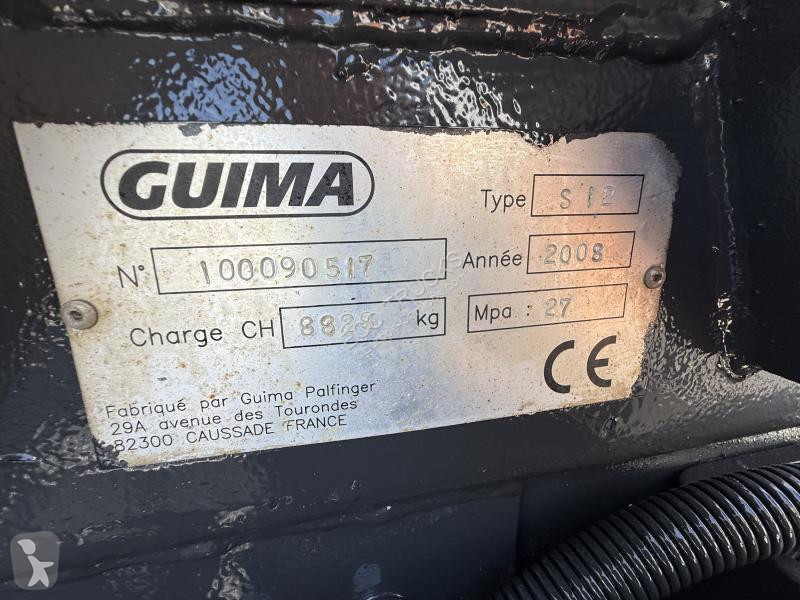 GUIMA
Type S12
N° 100090517
Année 2008
Charge CH kg
Mpa : 27
CE
Fabriqué par Guima Palfinger
29A avenue des Tourondes
82300 CAUSSADE FRANCE